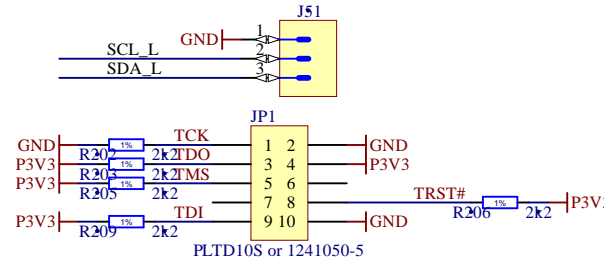 J51
GND 1
SCL_L 2
SDA_L 3
JP1
GND 1% TCK 1 2 GND
R202 2k2
P3V3 1% TDO 3 4 P3V3
R203 2k2
P3V3 1% TMS 5 6
R205 2k2
7 8 TRST# 1% P3V3
R206 2k2
P3V3 1% TDI 9 10 GND
R209 2k2
PLTD10S or 1241050-5